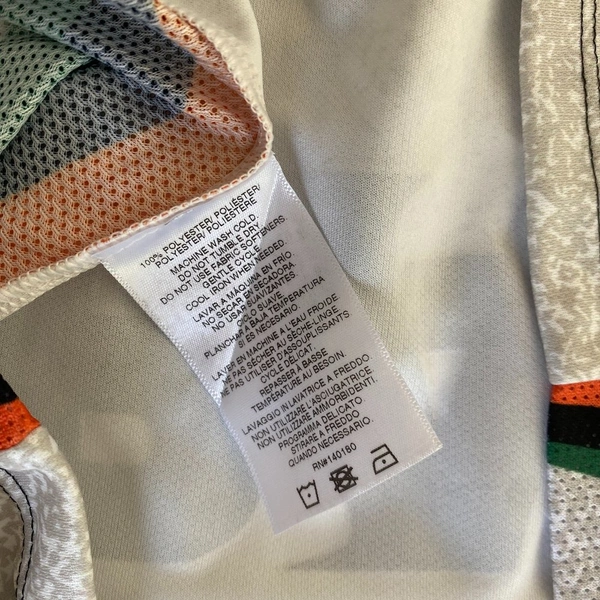 100% POLYESTER/ POLIÉSTER/
POLYESTER/ POLIESTERE
MACHINE WASH COLD.
DO NOT TUMBLE DRY.
DO NOT USE FABRIC SOFTENERS.
GENTLE CYCLE.
COOL IRON WHEN NEEDED.
LAVAR A MAQUINA EN FRIO
NO SECAR EN SECADORA.
NO USAR SUAVIZANTES.
CICLO SUAVE.
PLANCHAR A BAJA TEMPERATURA
SI ES NECESARIO.
LAVER EN MACHINE A L'EAU FROIDE
NE PAS SÉCHER AU SÈCHE-LINGE.
NE PAS UTILISER D'ASSOUPLISSANTS.
CYCLE DÉLICAT.
REPASSER À BASSE
TEMPÉRATURE AU BESOIN.
LAVAGGIO IN LAVATRICE A FREDDO
NON UTILIZZARE L'ASCIUGATRICE.
NON UTILIZZARE AMMORBIDENTI.
PROGRAMMA DELICATO.
STIRARE A FREDDO
QUANDO NECESSARIO.
RN#140160